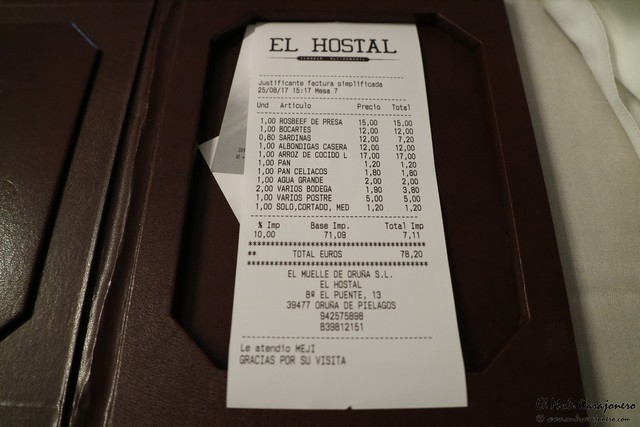 EL HOSTAL
Justificante factura simplificada
25/08/17 15:17 Mesa 7
Und Artículo Precio Total
1,00 ROSBEEF DE PRESA 15,00 15,00
1,00 BOCARTES 12,00 12,00
0,60 SARDINAS 12,00 7,20
1,00 ALBONDIGAS CASERA 12,00 12,00
1,00 ARROZ DE COCIDO L 17,00 17,00
1,00 PAN 1,20 1,20
1,00 PAN CELIACOS 1,80 1,80
1,00 AGUA GRANDE 2,00 2,00
2,00 VARIOS BODEGA 1,90 3,80
1,00 VARIOS POSTRE 5,00 5,00
1,00 SOLO,CORTADO, MED 1,20 1,20
% Imp Base Imp. Total Imp
10,00 71,09 7,11
********************************
** TOTAL EUROS 78,20
********************************
EL MUELLE DE ORUÑA S.L.
EL HOSTAL
Bº EL PUENTE, 13
39477 ORUÑA DE PIELAGOS
942575898
B39812151
Le atendio MEJI
GRACIAS POR SU VISITA
El Mule Carajonero